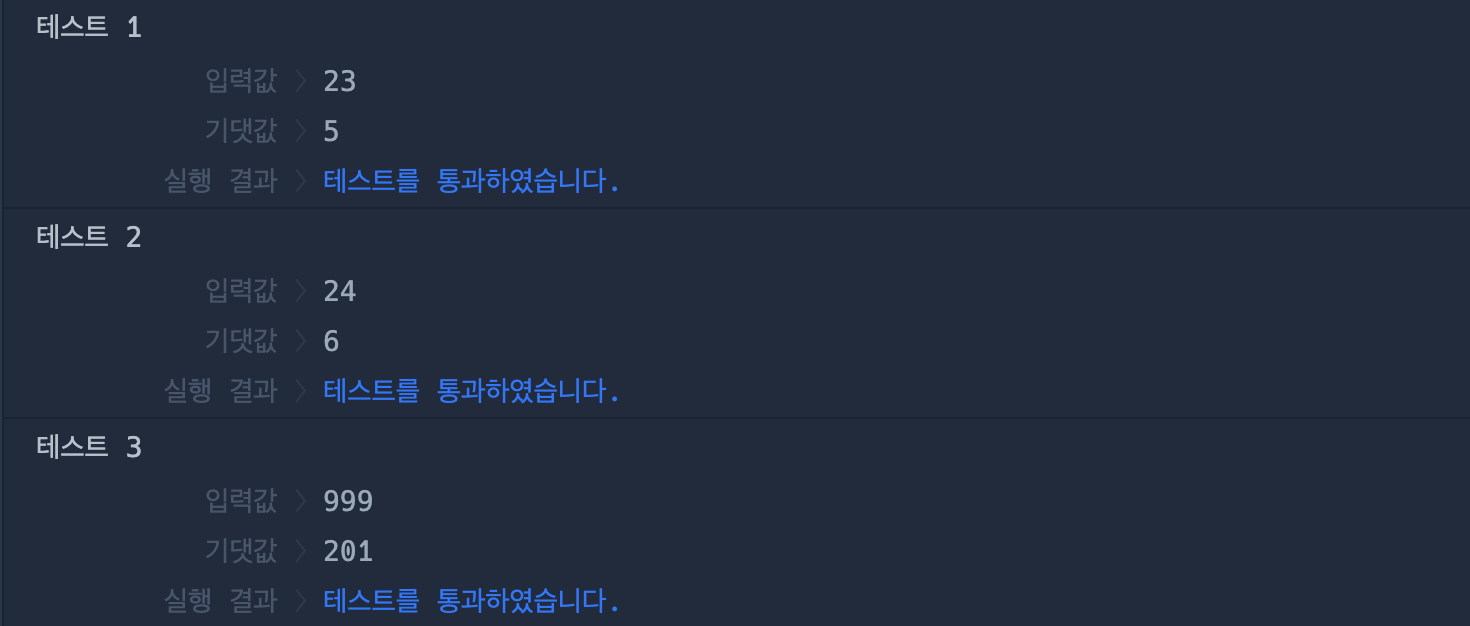 테스트 1
입력값 〉 23
기댓값 〉 5
실행 결과 〉 테스트를 통과하였습니다.
테스트 2
입력값 〉 24
기댓값 〉 6
실행 결과 〉 테스트를 통과하였습니다.
테스트 3
입력값 〉 999
기댓값 〉 201
실행 결과 〉 테스트를 통과하였습니다.